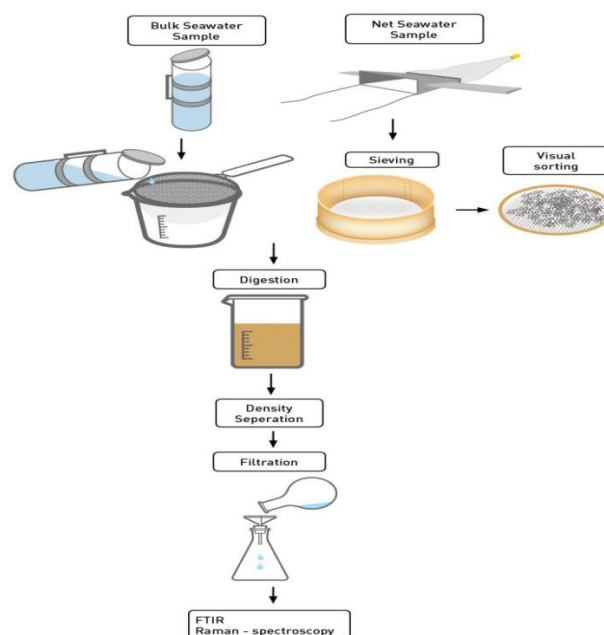 Bulk Seawater
Sample
Net Seawater
Sample
Sieving
Visual
sorting
Digestion
Density
Seperation
Filtration
FTIR
Raman - spectroscopy